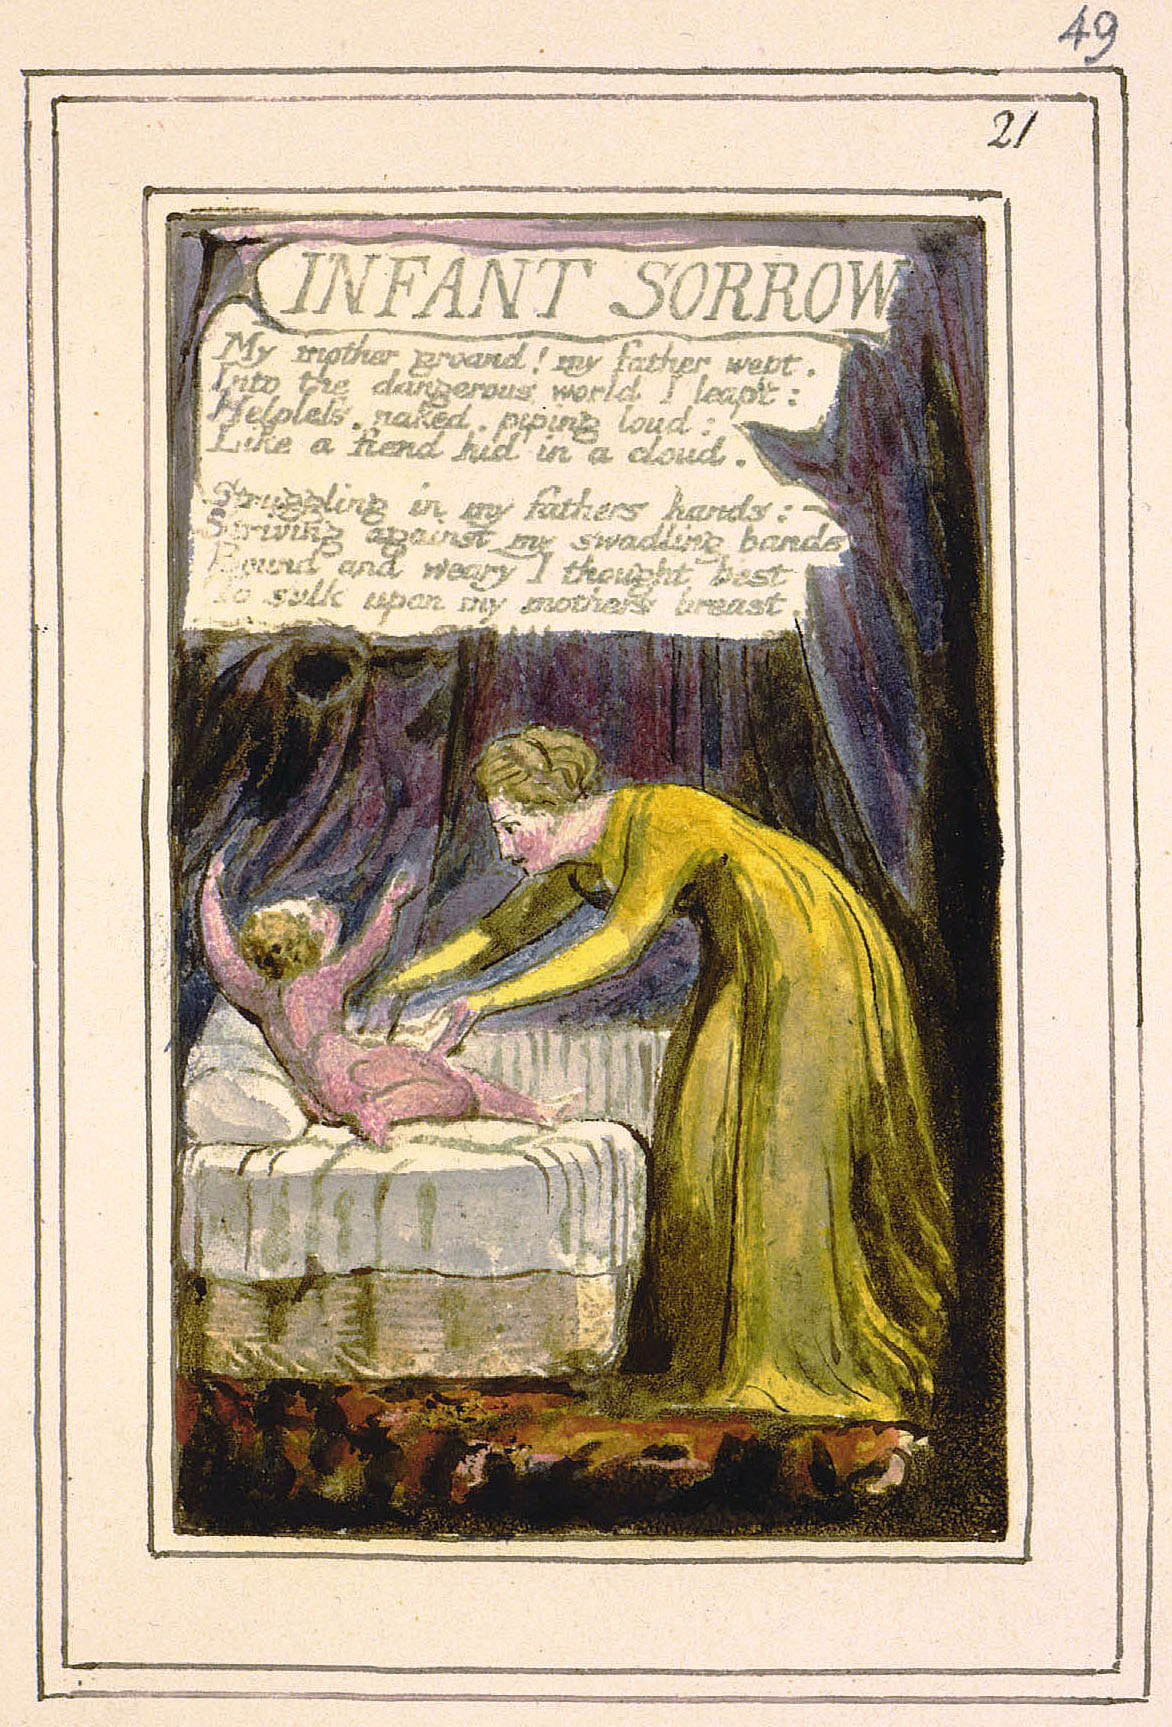 49
21
INFANT SORROW
My mother groand! my father wept.
Into the dangerous world I leapt:
Helpless, naked, piping loud:
Like a fiend hid in a cloud.
Struggling in my fathers hands:
Striving against my swadling bands
Bound and weary I thought best
To sulk upon my mothers breast.